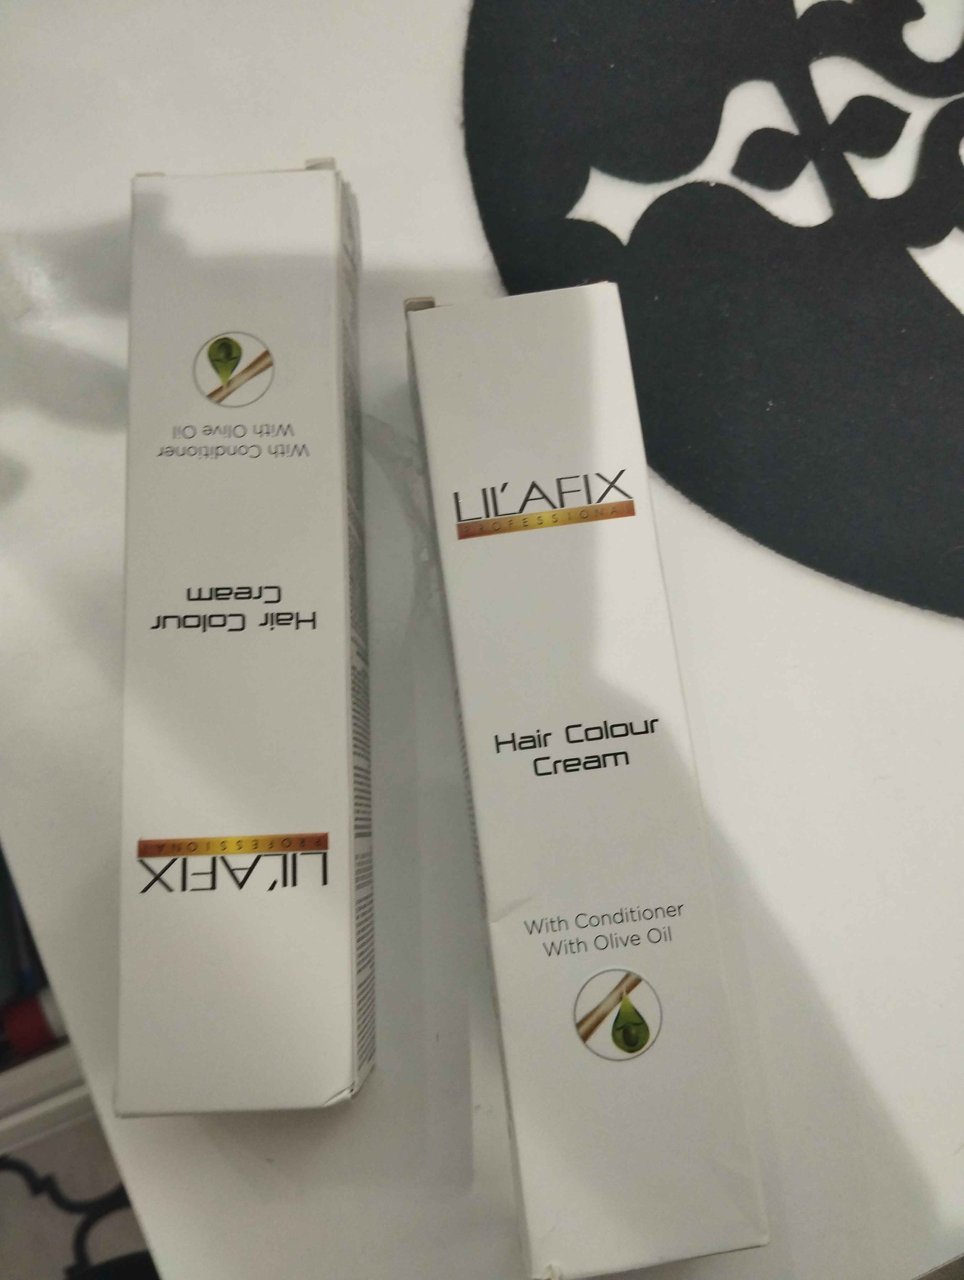 With Conditioner
With Olive Oil
Hair Colour
Cream
LIL'AFIX
PROFESSIONAL
LIL'AFIX
PROFESSIONAL
Hair Colour
Cream
With Conditioner
With Olive Oil